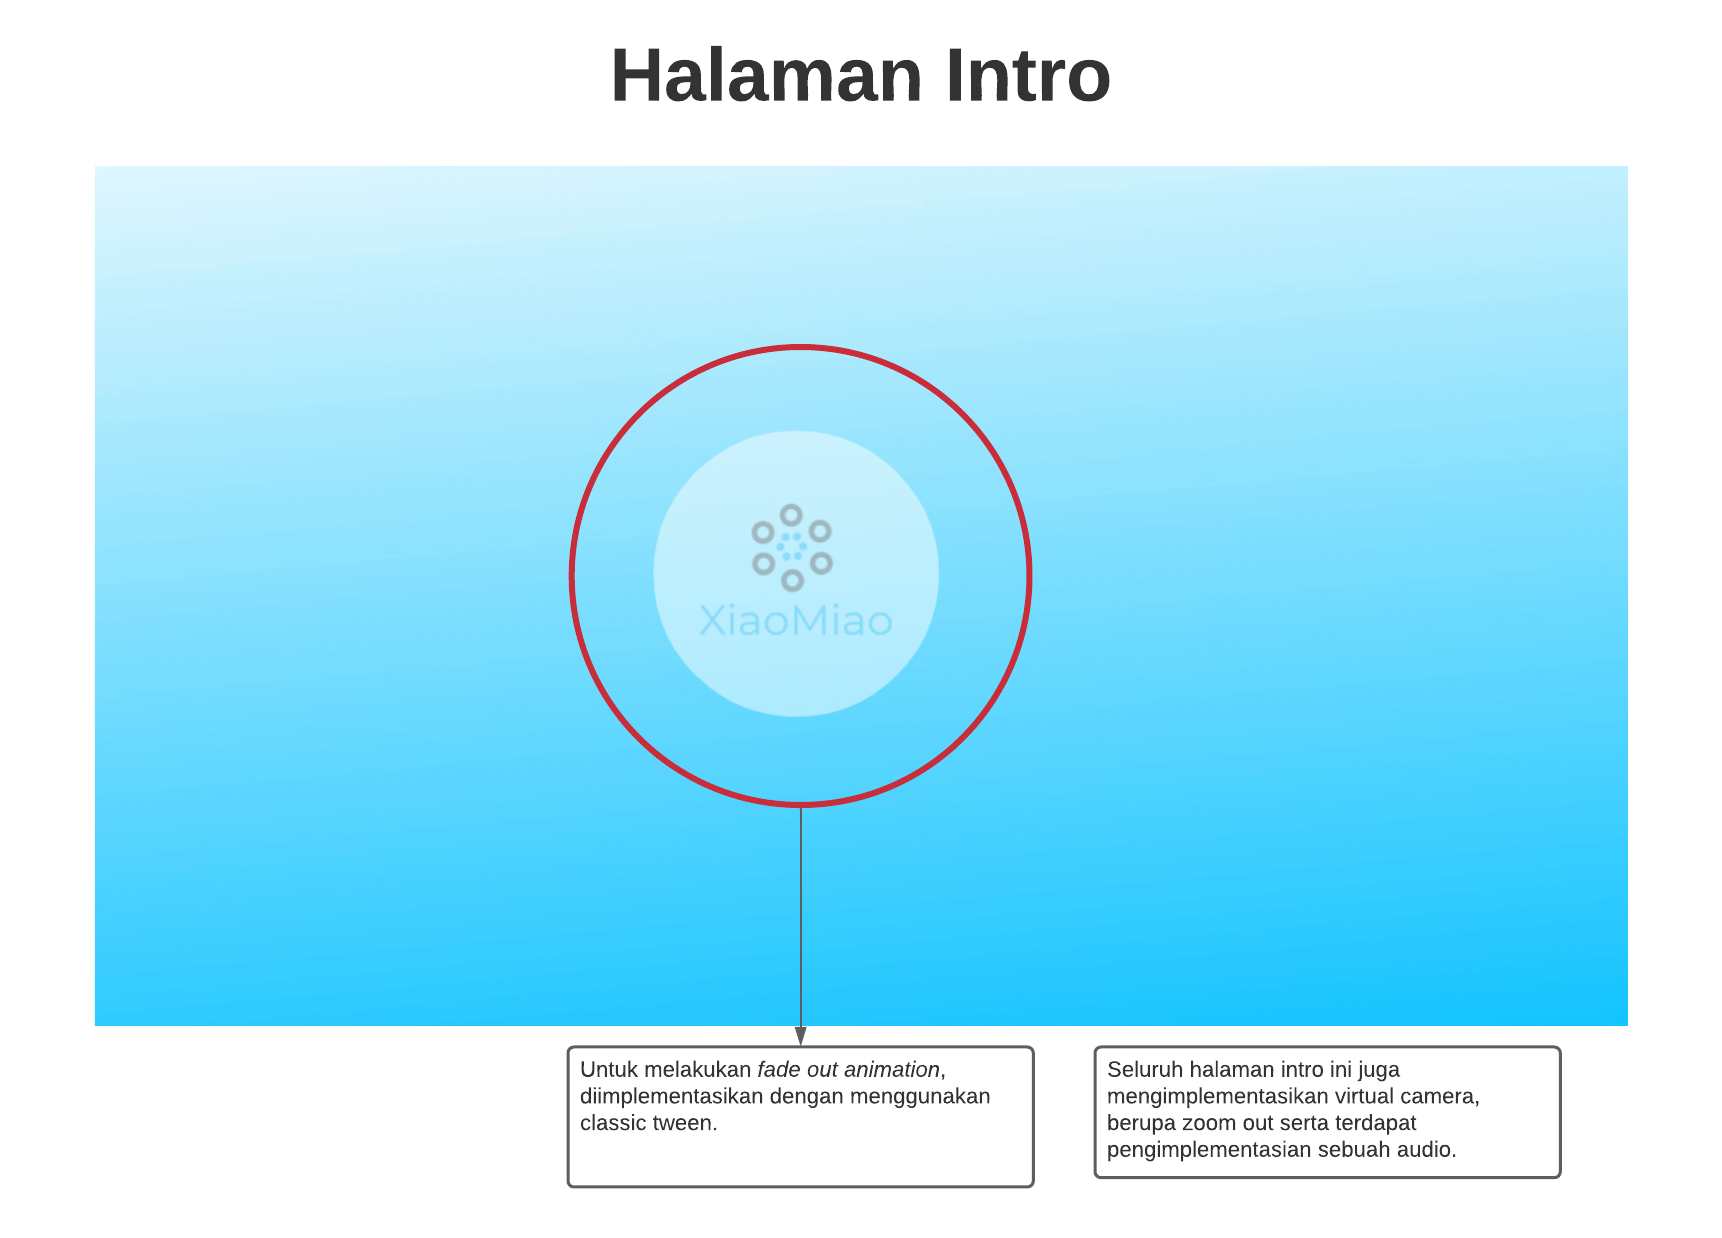 Halaman Intro
XiaoMiao
Untuk melakukan fade out animation,
diimplementasikan dengan menggunakan
classic tween.
Seluruh halaman intro ini juga
mengimplementasikan virtual camera,
berupa zoom out serta terdapat
pengimplementasian sebuah audio.